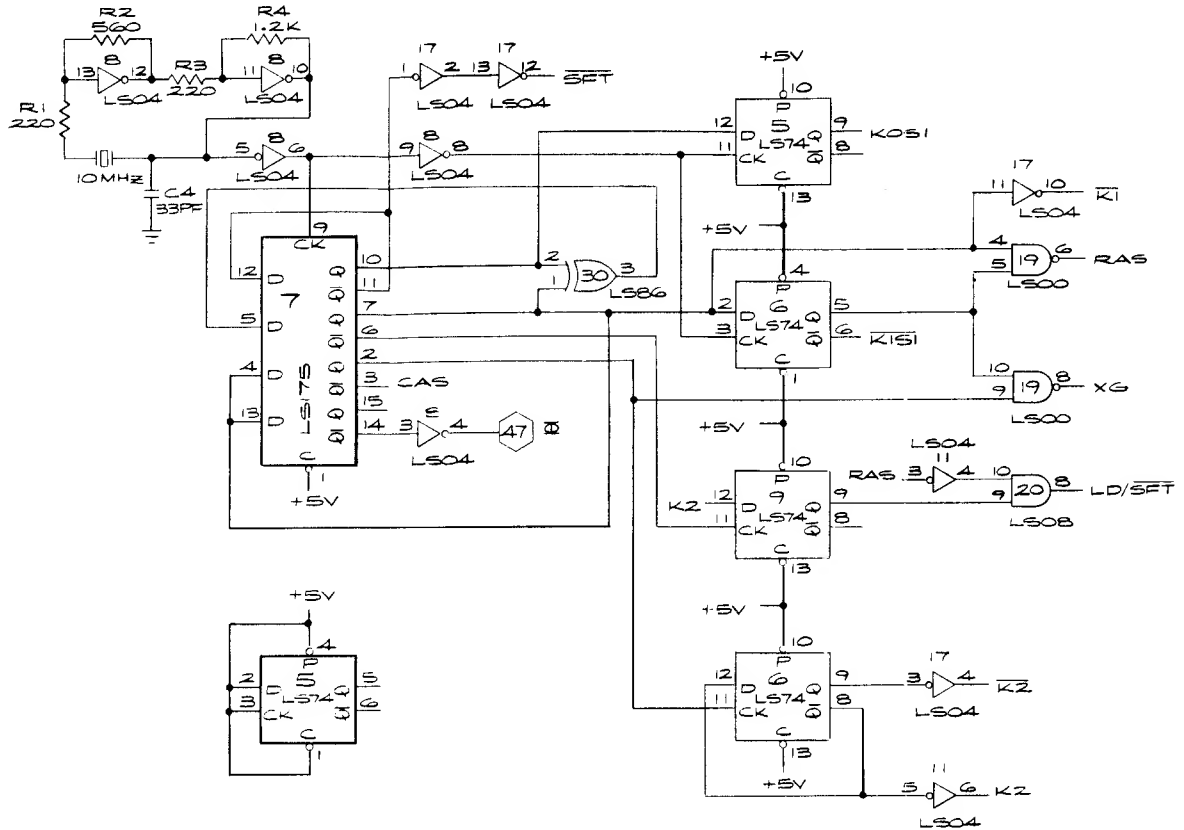 R2
560
R4
1.2K
8
13 12
LS04
R3
220
8
11 10
LS04
R1
220
10MHZ
C4
33PF
5 8 6
LS04
17
1 2
LS04
17
13 12
LS04
SFT
9 8 8
LS04
9
CK
12 D
7
5 D
4 D
13 D
LS175
C
1
+5V
Q 10
Q 11
Q 7
Q 6
Q 2
Q 3 CAS
Q 15
Q 14
3 8 4
LS04
47
Φ
2
1
30
3
LS86
+5V
10
P
12 D 5 Q 9 K0S1
11 CK LS74 Q 8
C
13
+5V
4
P
2 D 6 Q 5
3 CK LS74 Q 6 K1S1
C
1
+5V
10
P
K2 12 D 9 Q 9
11 CK LS74 Q 8
C
13
+5V
10
P
12 D 6 Q 9
11 CK LS74 Q 8
C
13
+5V
17
11 10 K1
LS04
4
5
19
6 RAS
LS00
10
9
19
8 XG
LS00
LS04
11
RAS 3 4 10
9
20
8 LD/SFT
LS08
17
3 4 K2
LS04
11
5 6 K2
LS04
+5V
4
P
2 D 5 Q 5
3 CK LS74 Q 6
C
1